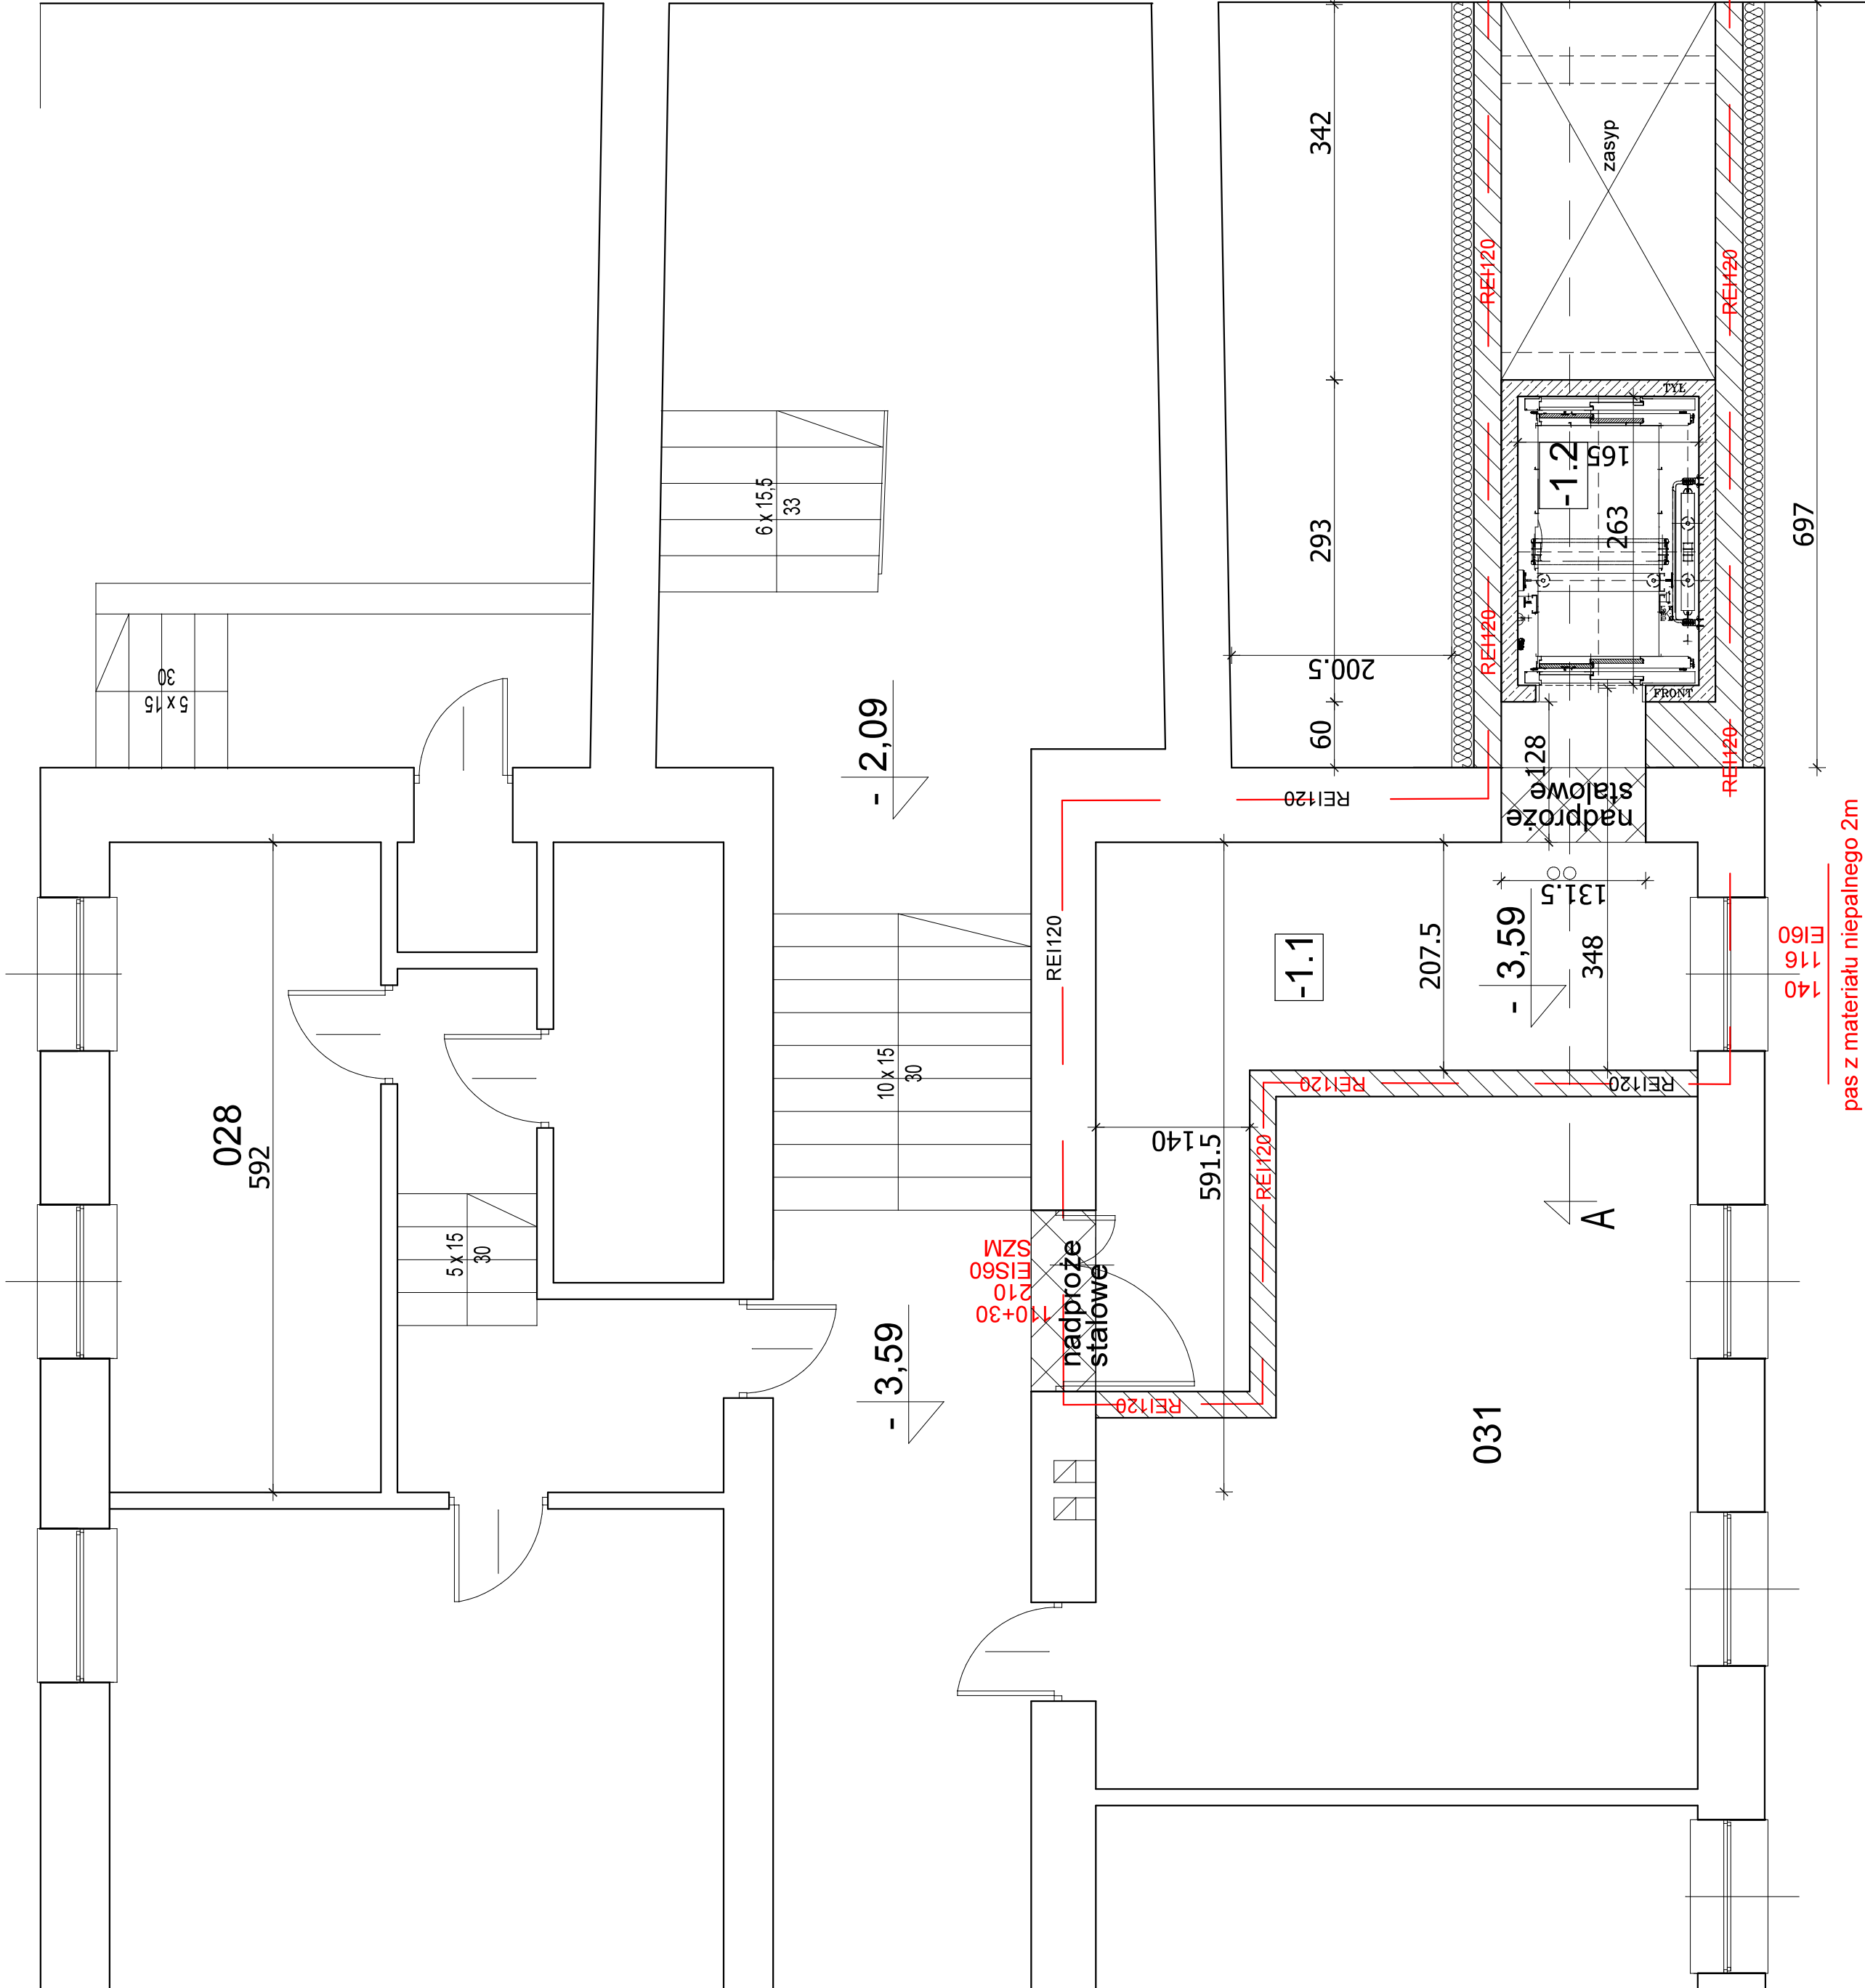 342
zasyp
REI120
REI120
TYŁ
-1.2
165
263
293
697
6 x 15,5
33
REI120
200.5
FRONT
5 x 15
30
- 2,09
60
128
REI120
nadproże
stalowe
REI120
131.5
REI120
-1.1
207.5
- 3,59
348
EI60
116
140
pas z materiału niepalnego 2m
10 x 15
30
REI120
REI120
028
592
140
591.5
REI120
A
5 x 15
30
SZM
EIS60
210
110+30
nadproże
stalowe
- 3,59
REI120
031